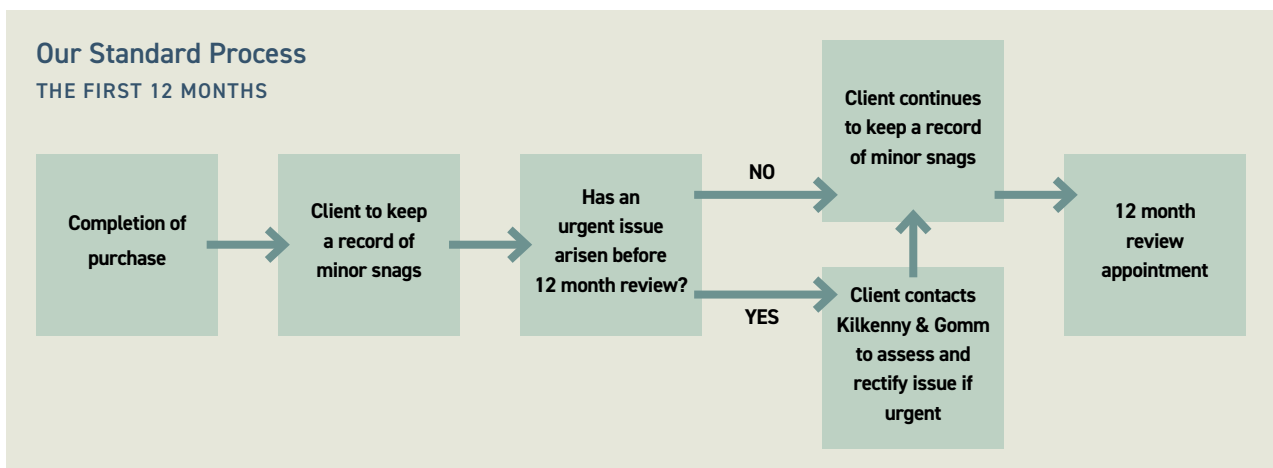 Our Standard Process
THE FIRST 12 MONTHS
Completion of
purchase
Client to keep
a record of
minor snags
Has an
urgent issue
arisen before
12 month review?
NO
YES
Client continues
to keep a record
of minor snags
Client contacts
Kilkenny & Gomm
to assess and
rectify issue if
urgent
12 month
review
appointment